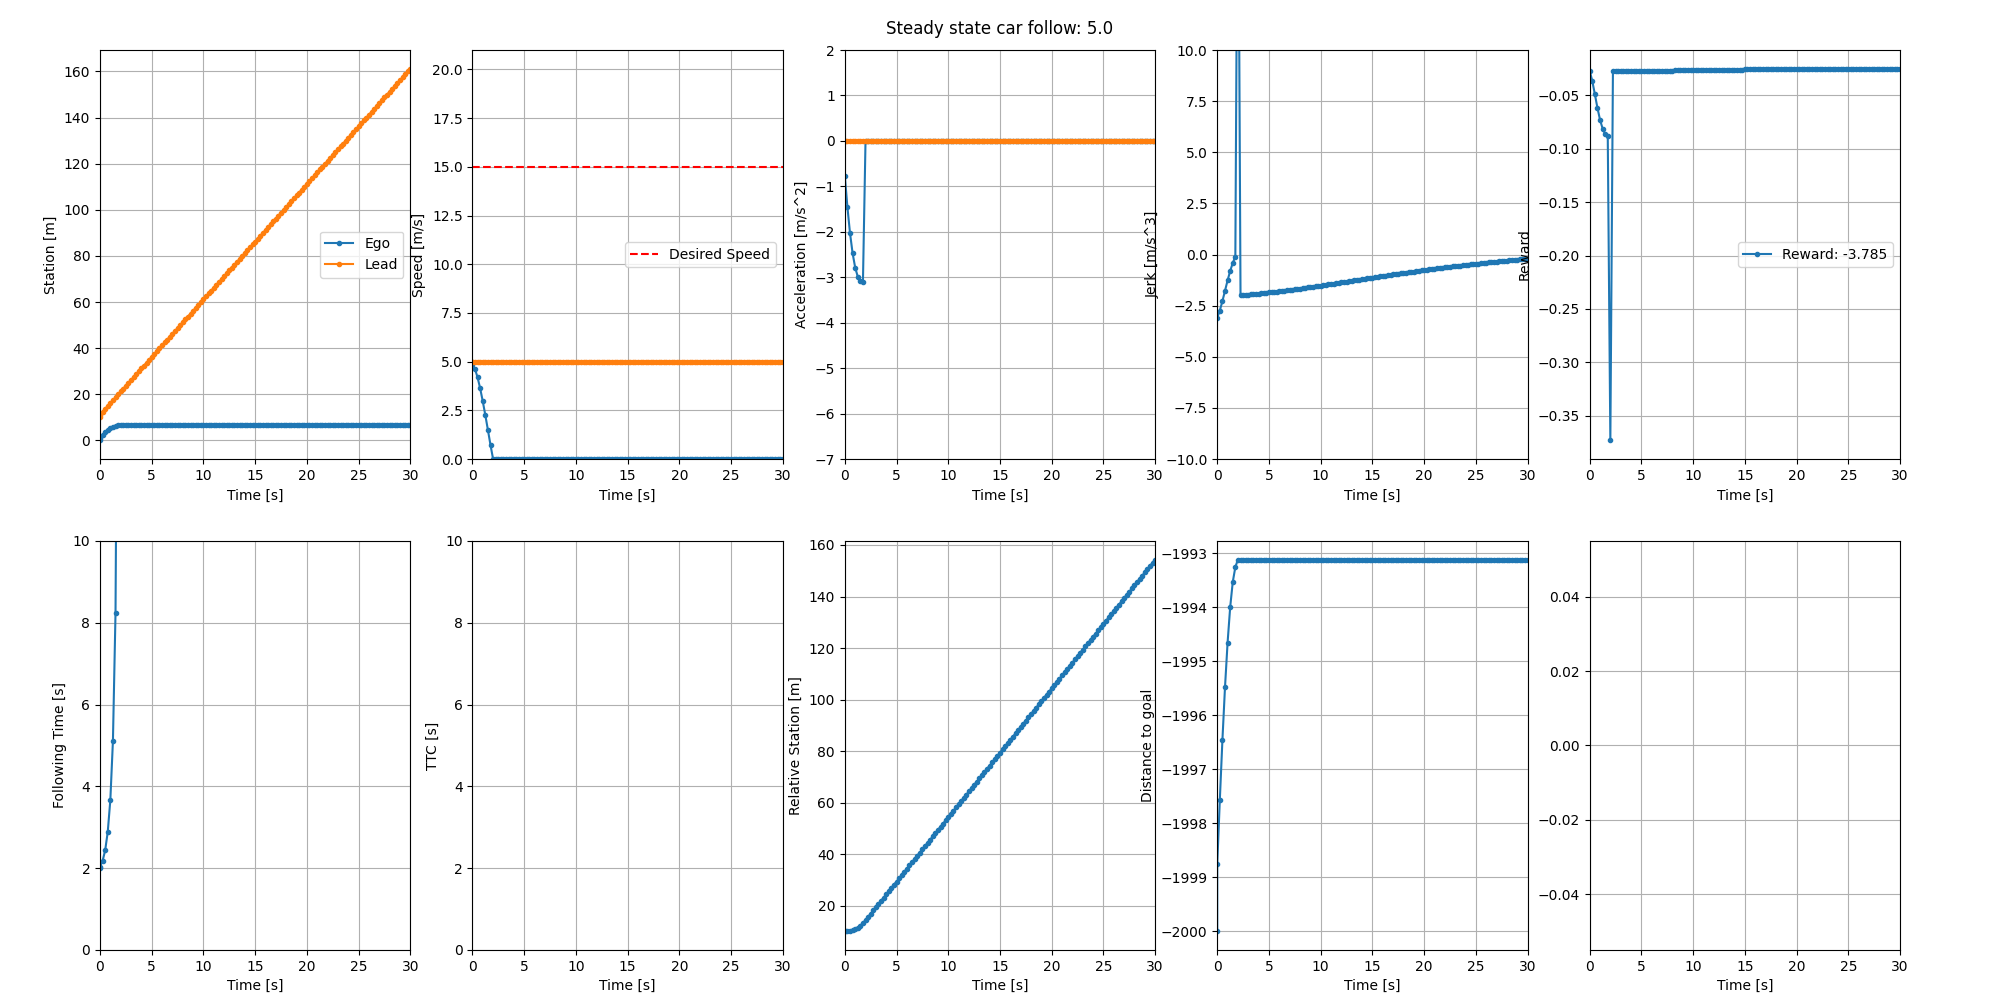 Steady state car follow: 5.0
Station [m]
160
140
120
100
80
60
40
20
0
0 5 10 15 20 25 30
Time [s]
Ego
Lead
Speed [m/s]
20.0
17.5
15.0
12.5
10.0
7.5
5.0
2.5
0.0
0 5 10 15 20 25 30
Time [s]
Desired Speed
Acceleration [m/s^2]
2
1
0
−1
−2
−3
−4
−5
−6
−7
0 5 10 15 20 25 30
Time [s]
Jerk [m/s^3]
10.0
7.5
5.0
2.5
0.0
−2.5
−5.0
−7.5
−10.0
0 5 10 15 20 25 30
Time [s]
Reward
−0.05
−0.10
−0.15
−0.20
−0.25
−0.30
−0.35
0 5 10 15 20 25 30
Time [s]
Reward: -3.785
Following Time [s]
10
8
6
4
2
0
0 5 10 15 20 25 30
Time [s]
TTC [s]
10
8
6
4
2
0
0 5 10 15 20 25 30
Time [s]
Relative Station [m]
160
140
120
100
80
60
40
20
0 5 10 15 20 25 30
Time [s]
Distance to goal
−1993
−1994
−1995
−1996
−1997
−1998
−1999
−2000
0 5 10 15 20 25 30
Time [s]
0.04
0.02
0.00
−0.02
−0.04
0 5 10 15 20 25 30
Time [s]